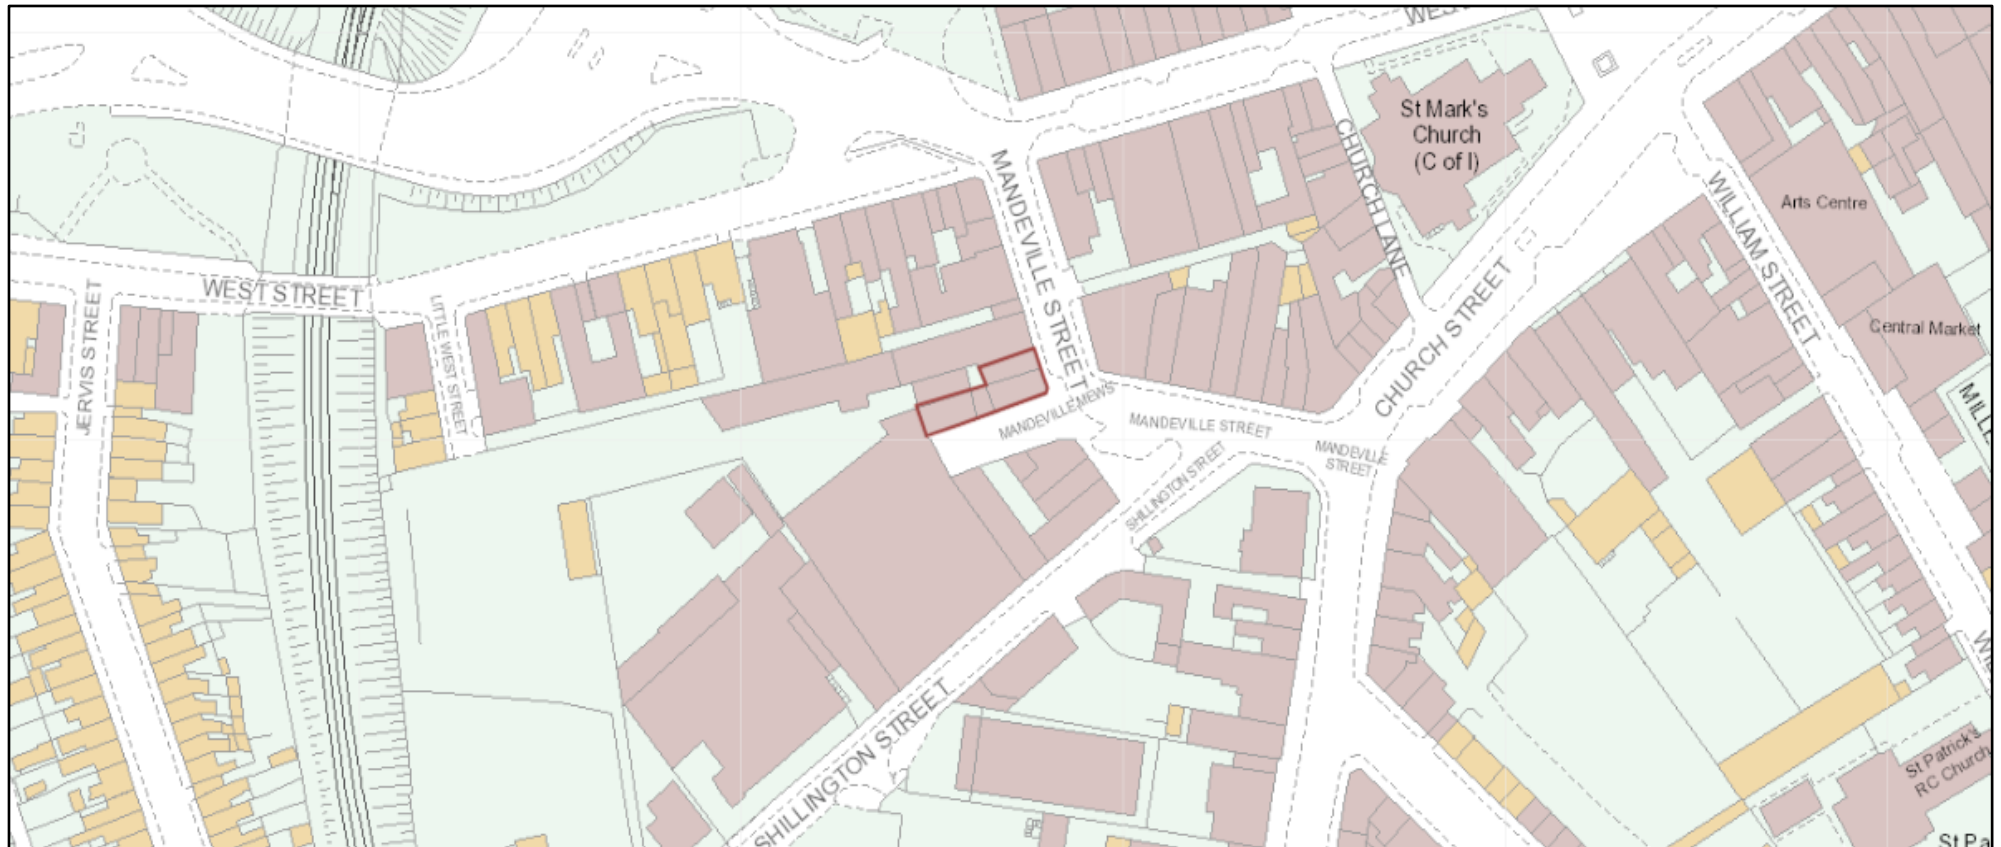 WEST
St Mark's
Church
(C of I)
MANDEVILLE STREET
CHURCH LANE
WILLIAM STREET
Arts Centre
WEST STREET
JERVIS STREET
LITTLE WEST STREET
CHURCH STREET
Central Market
MANDEVILLE MEWS
MANDEVILLE STREET
MANDEVILLE
STREET
SHILLINGTON STREET
SHILLINGTON STREET
St Patrick's
RC Church
St Pa